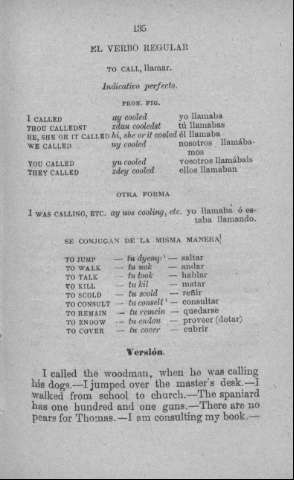 135
EL VERBO REGULAR
TO CALL, llamar.
Indicativo perfecto.
PRON. FIG.
I CALLED ay cooled yo llamaba
THOU CALLEDST zdau cooledst tú llamabas
HE, SHE OR IT CALLED hi, she or it cooled él llamaba
WE CALLED uy cooled nosotros llamába-
mos
YOU CALLED yu cooled vosotros llamábais
THEY CALLED zdey cooled ellos llamaban
OTRA FORMA
I WAS CALLING, ETC. ay uos cooling, etc. yo llamaba ó es-
taba llamando.
SE CONJUGAN DE LA MISMA MANERA
TO JUMP — tu dyemp — saltar
TO WALK — tu uok — andar
TO TALK — tu took — hablar
TO KILL — tu kil — matar
TO SCOLD — tu scold — reñir
TO CONSULT — tu conselt — consultar
TO REMAIN — tu remein — quedarse
TO ENDOW — tu endou — proveer (dotar)
TO COVER — tu cover — cubrir
Versión.
I called the woodman, when he was calling
his dogs.—I jumped over the master's desk.—I
walked from school to church.—The spaniard
has one hundred and one guns.—There are no
pears for Thomas.—I am consulting my book.—